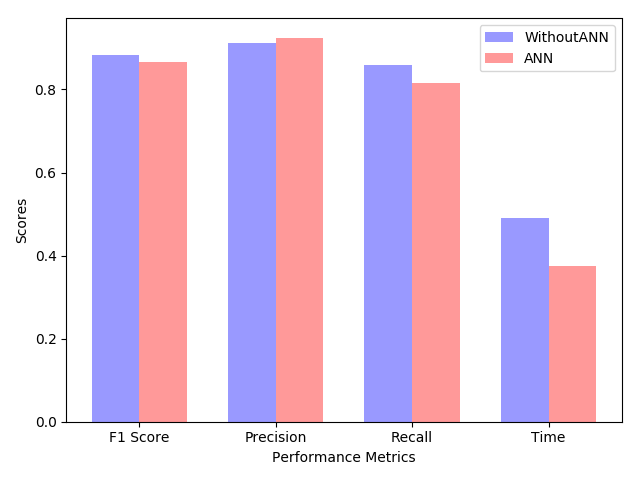 WithoutANN
ANN
Scores
0.8
0.6
0.4
0.2
0.0
F1 Score
Precision
Recall
Time
Performance Metrics